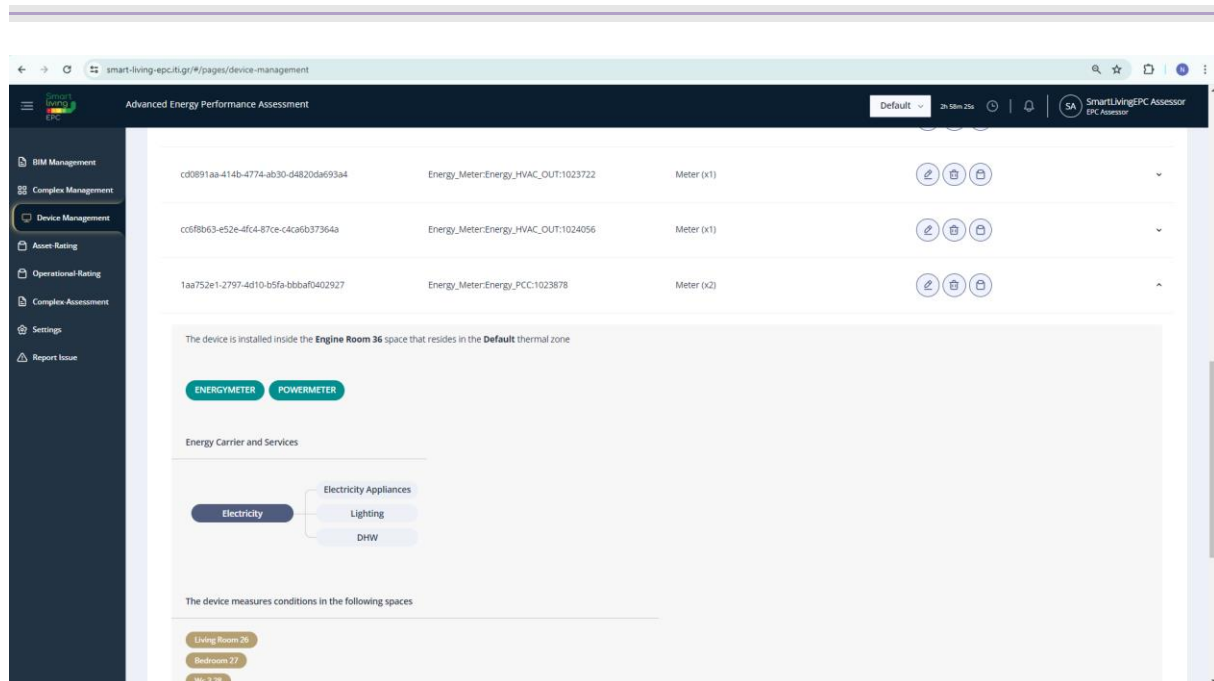 smart-living-epc.iti.gr/#/pages/device-management
Smart
living
EPC
Advanced Energy Performance Assessment
Default
2h 58m 25s
SA
SmartLivingEPC Assessor
EPC Assessor
BIM Management
Complex Management
Device Management
Asset-Rating
Operational-Rating
Complex-Assessment
Settings
Report Issue
cd0891aa-414b-4774-ab30-d4820da693a4 Energy_Meter:Energy_HVAC_OUT:1023722 Meter (x1)
cc6f8b63-e52e-4fc4-87ce-c4ca6b37364a Energy_Meter:Energy_HVAC_OUT:1024056 Meter (x1)
1aa752e1-2797-4d10-b5fa-bbbaf0402927 Energy_Meter:Energy_PCC:1023878 Meter (x2)
The device is installed inside the Engine Room 36 space that resides in the Default thermal zone
ENERGYMETER POWERMETER
Energy Carrier and Services
Electricity Appliances
Electricity Lighting
DHW
The device measures conditions in the following spaces
Living Room 26
Bedroom 27